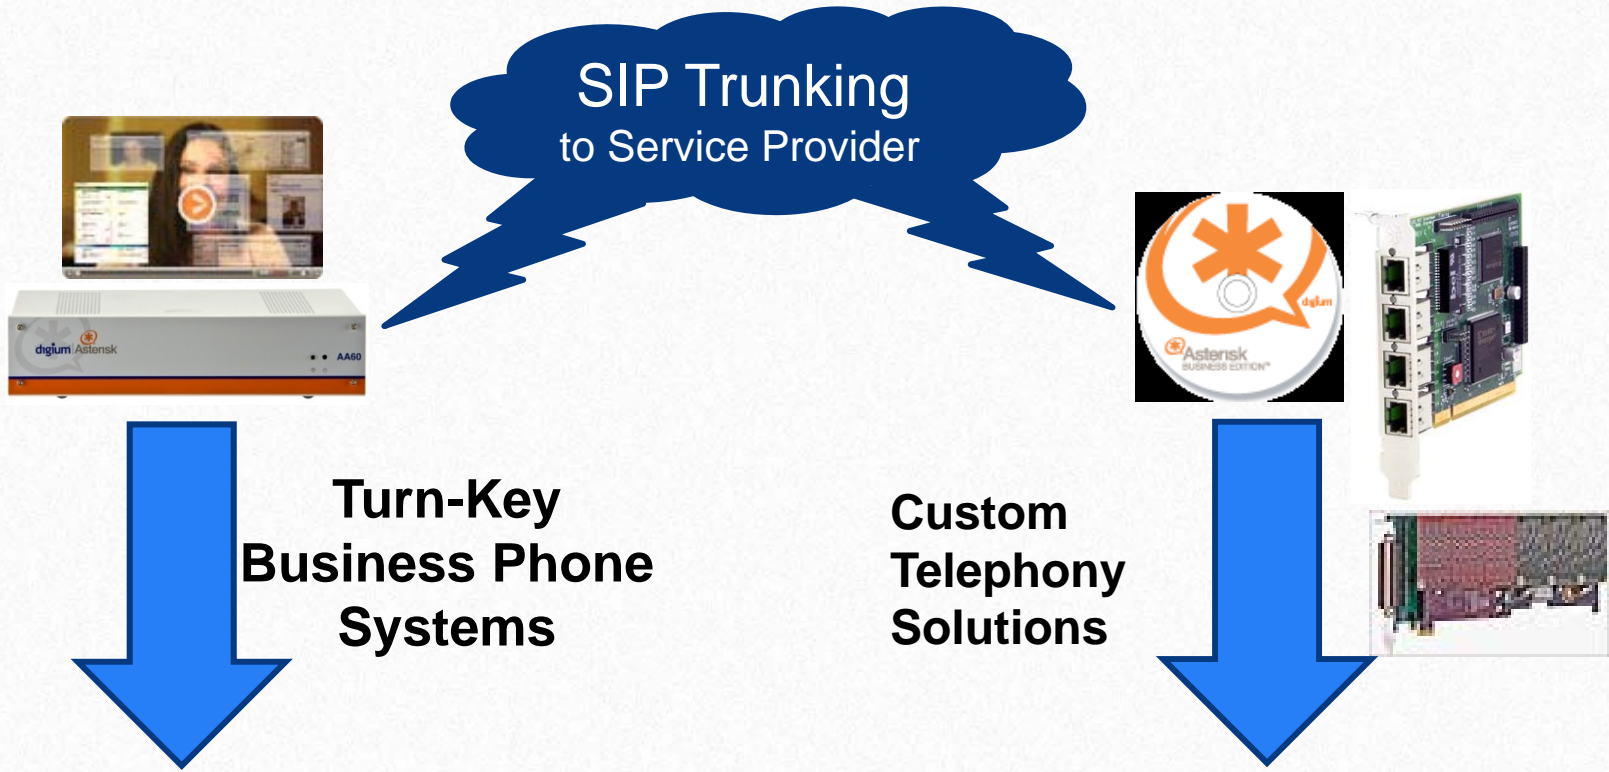 SIP Trunking
to Service Provider
digium Asterisk
AA60
digium
Asterisk
BUSINESS EDITION™
Turn-Key
Business Phone
Systems
Custom
Telephony
Solutions